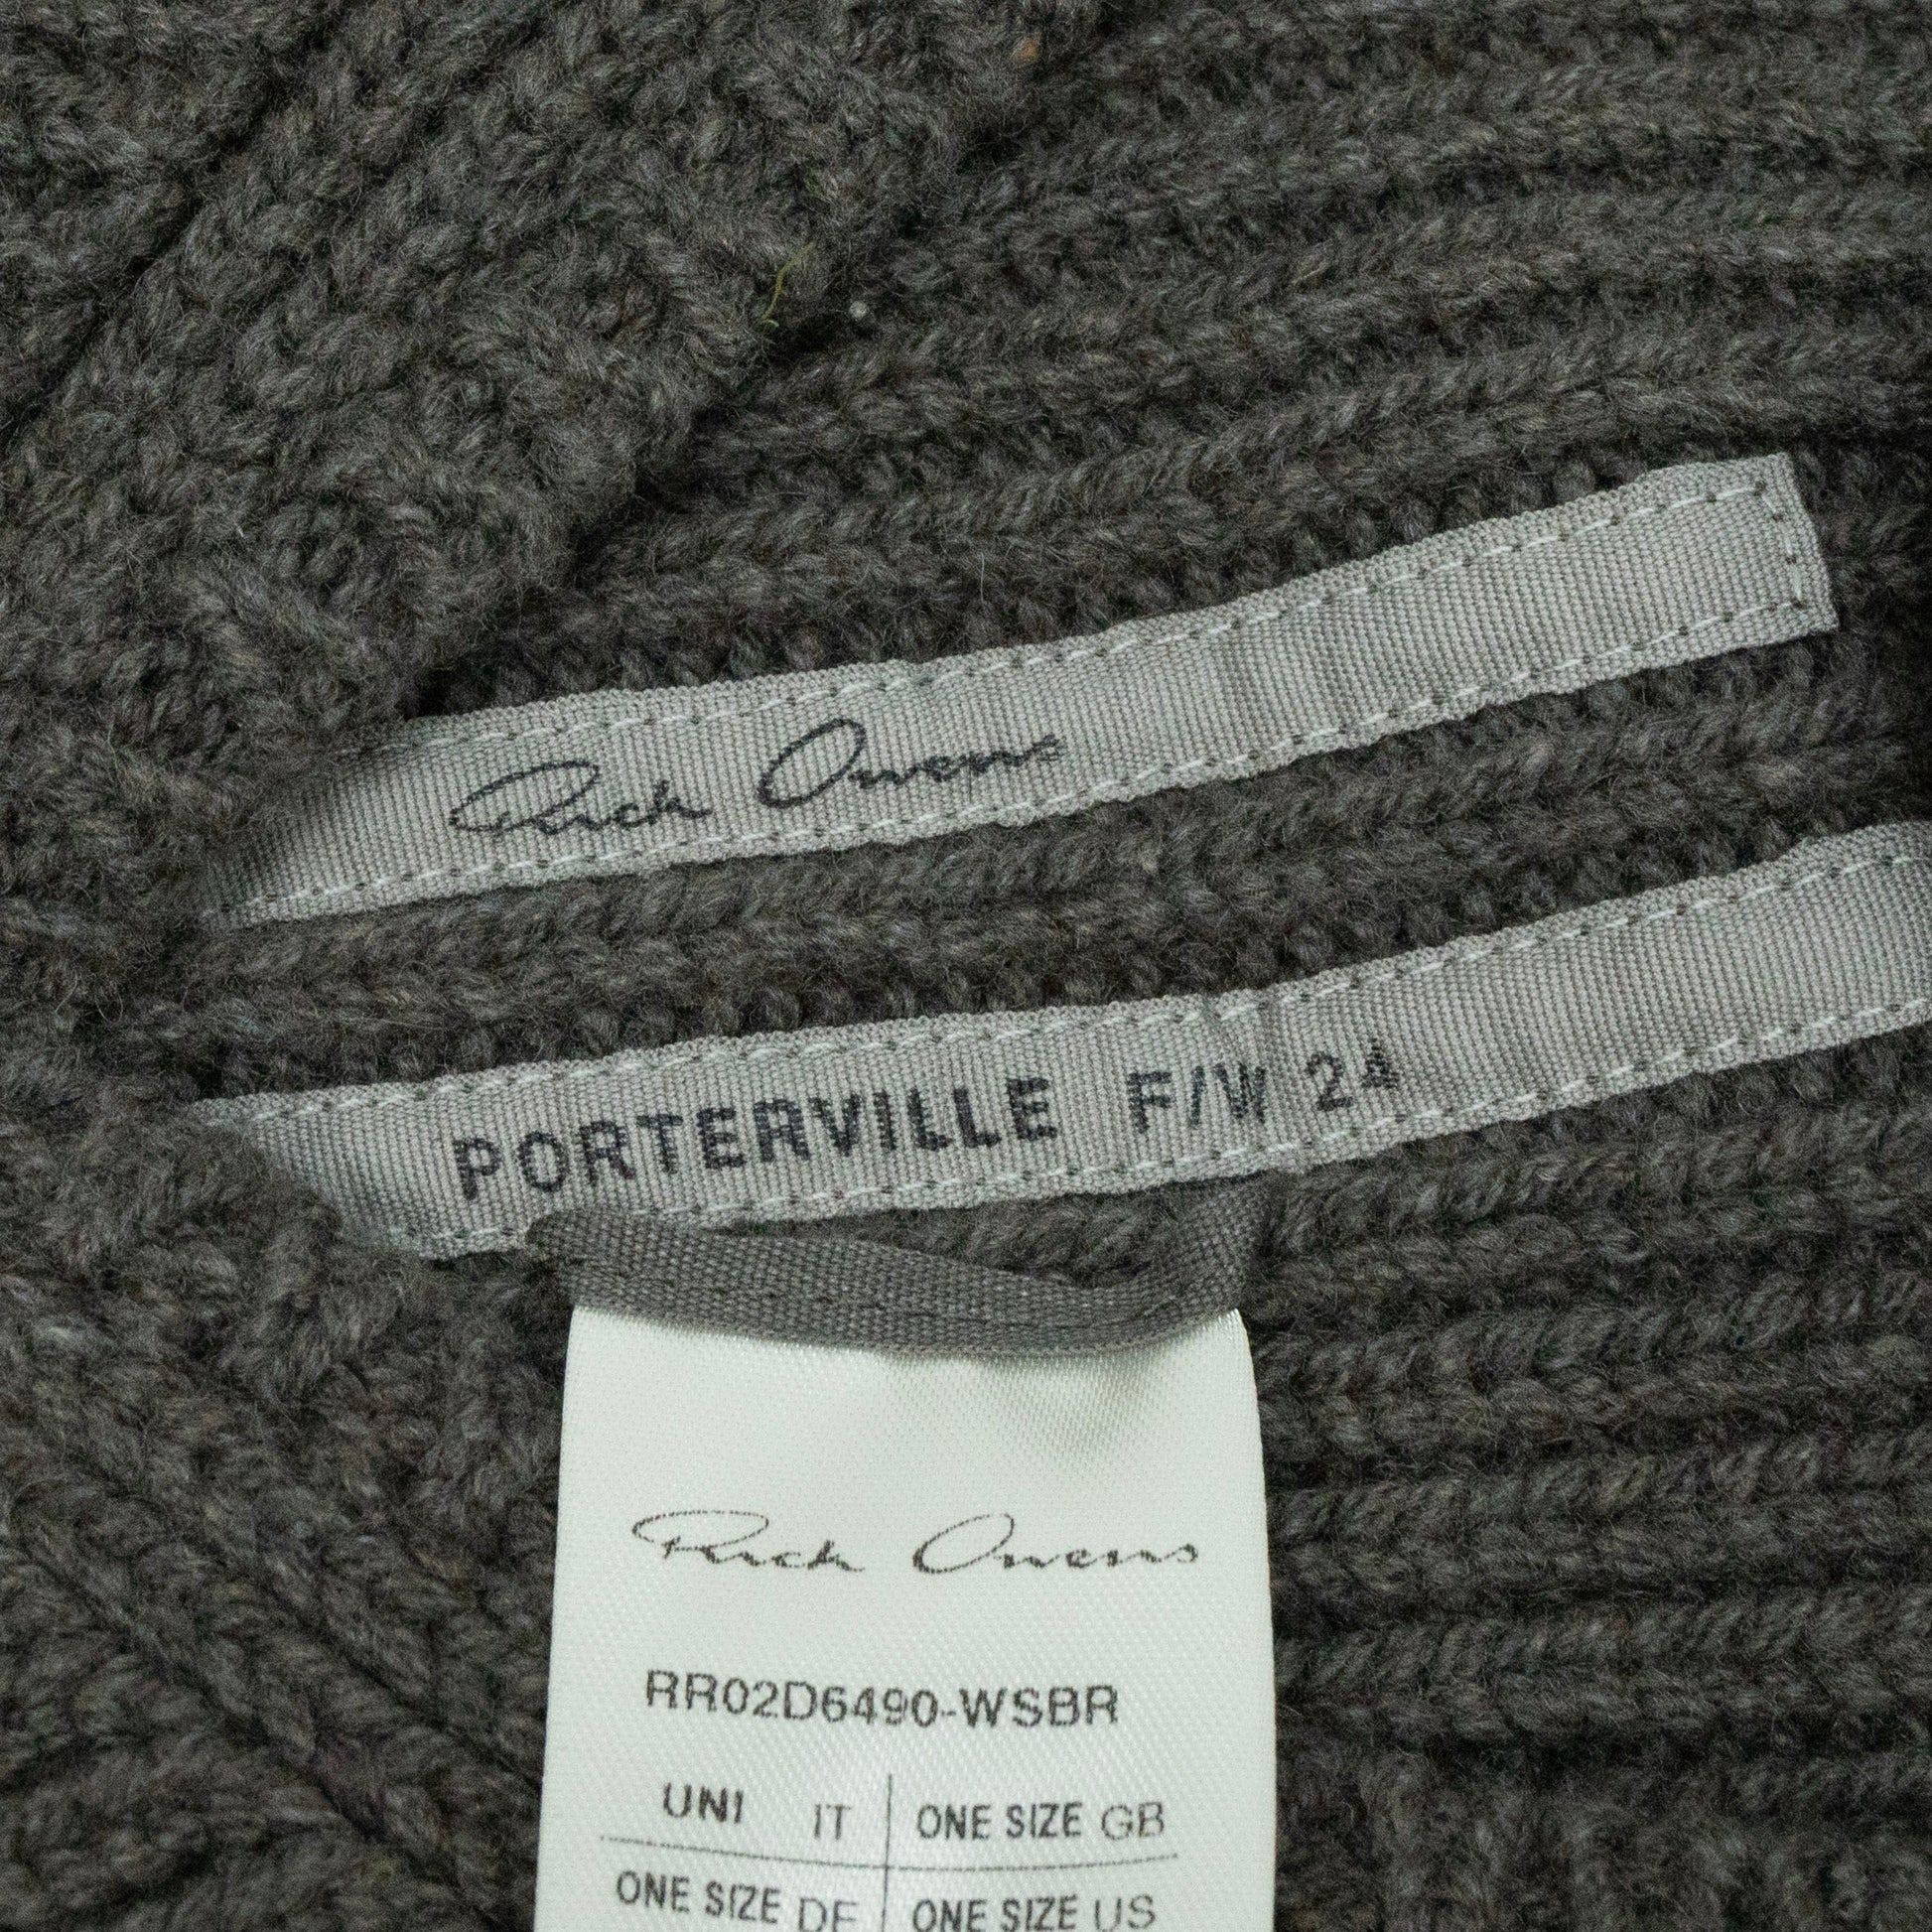 Rick Owens
PORTERVILLE F/W 24
Rick Owens
RR02D6490-WSBR
UNI IT ONE SIZE GB
ONE SIZE DE ONE SIZE US